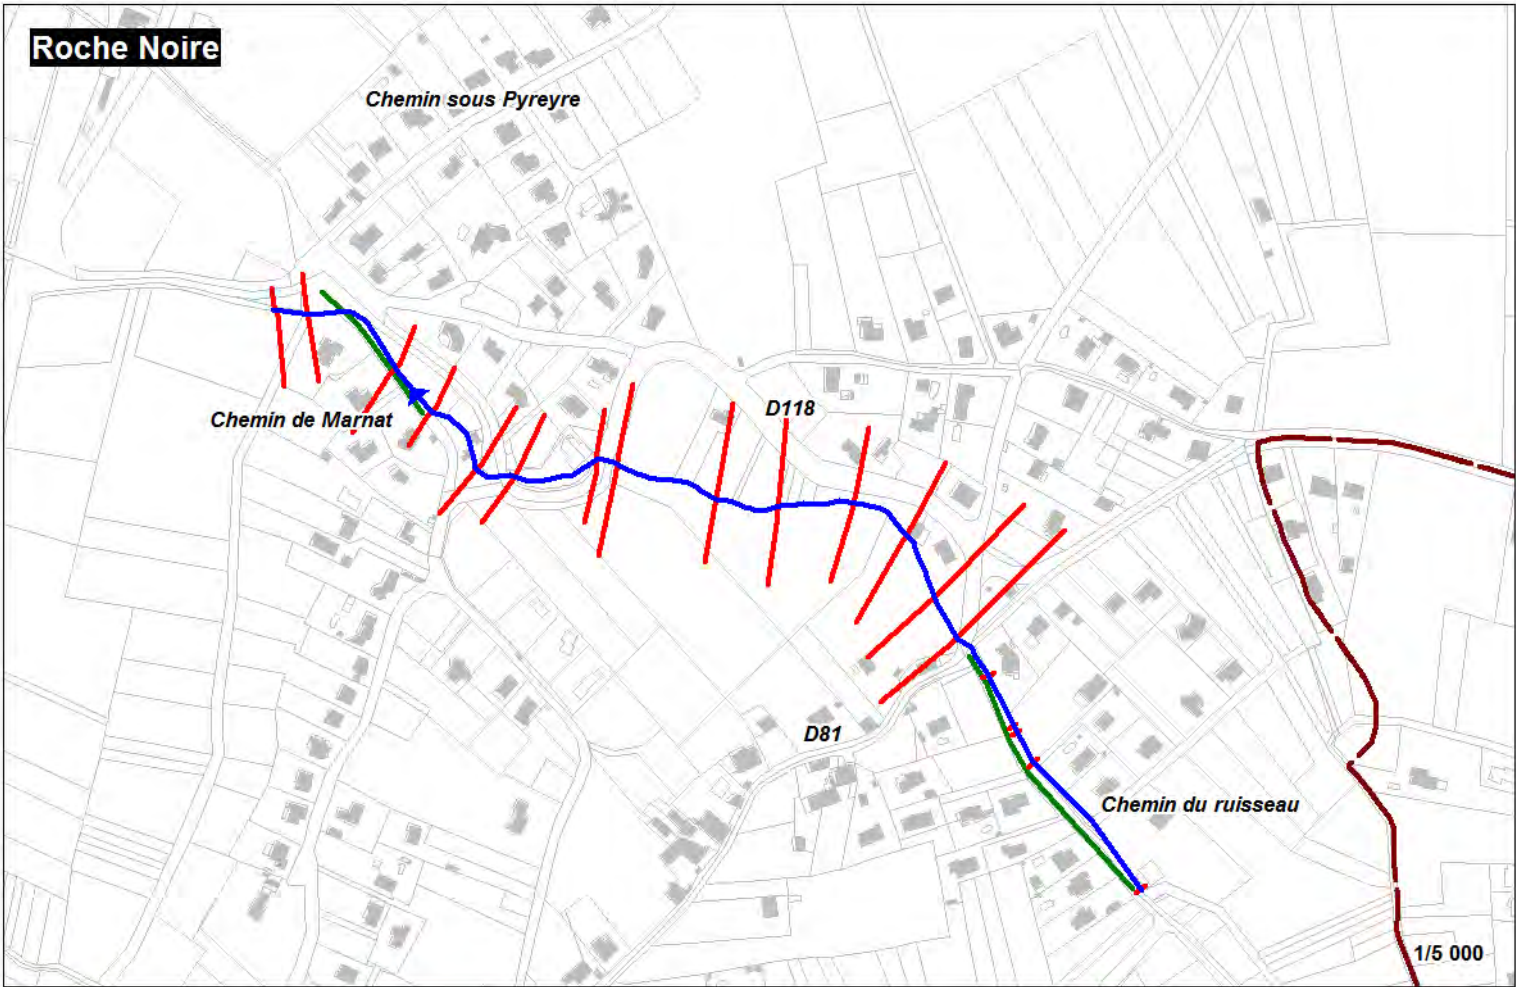 Roche Noire
Chemin sous Pyreyre
Chemin de Marnat
D118
D81
Chemin du ruisseau
1/5 000